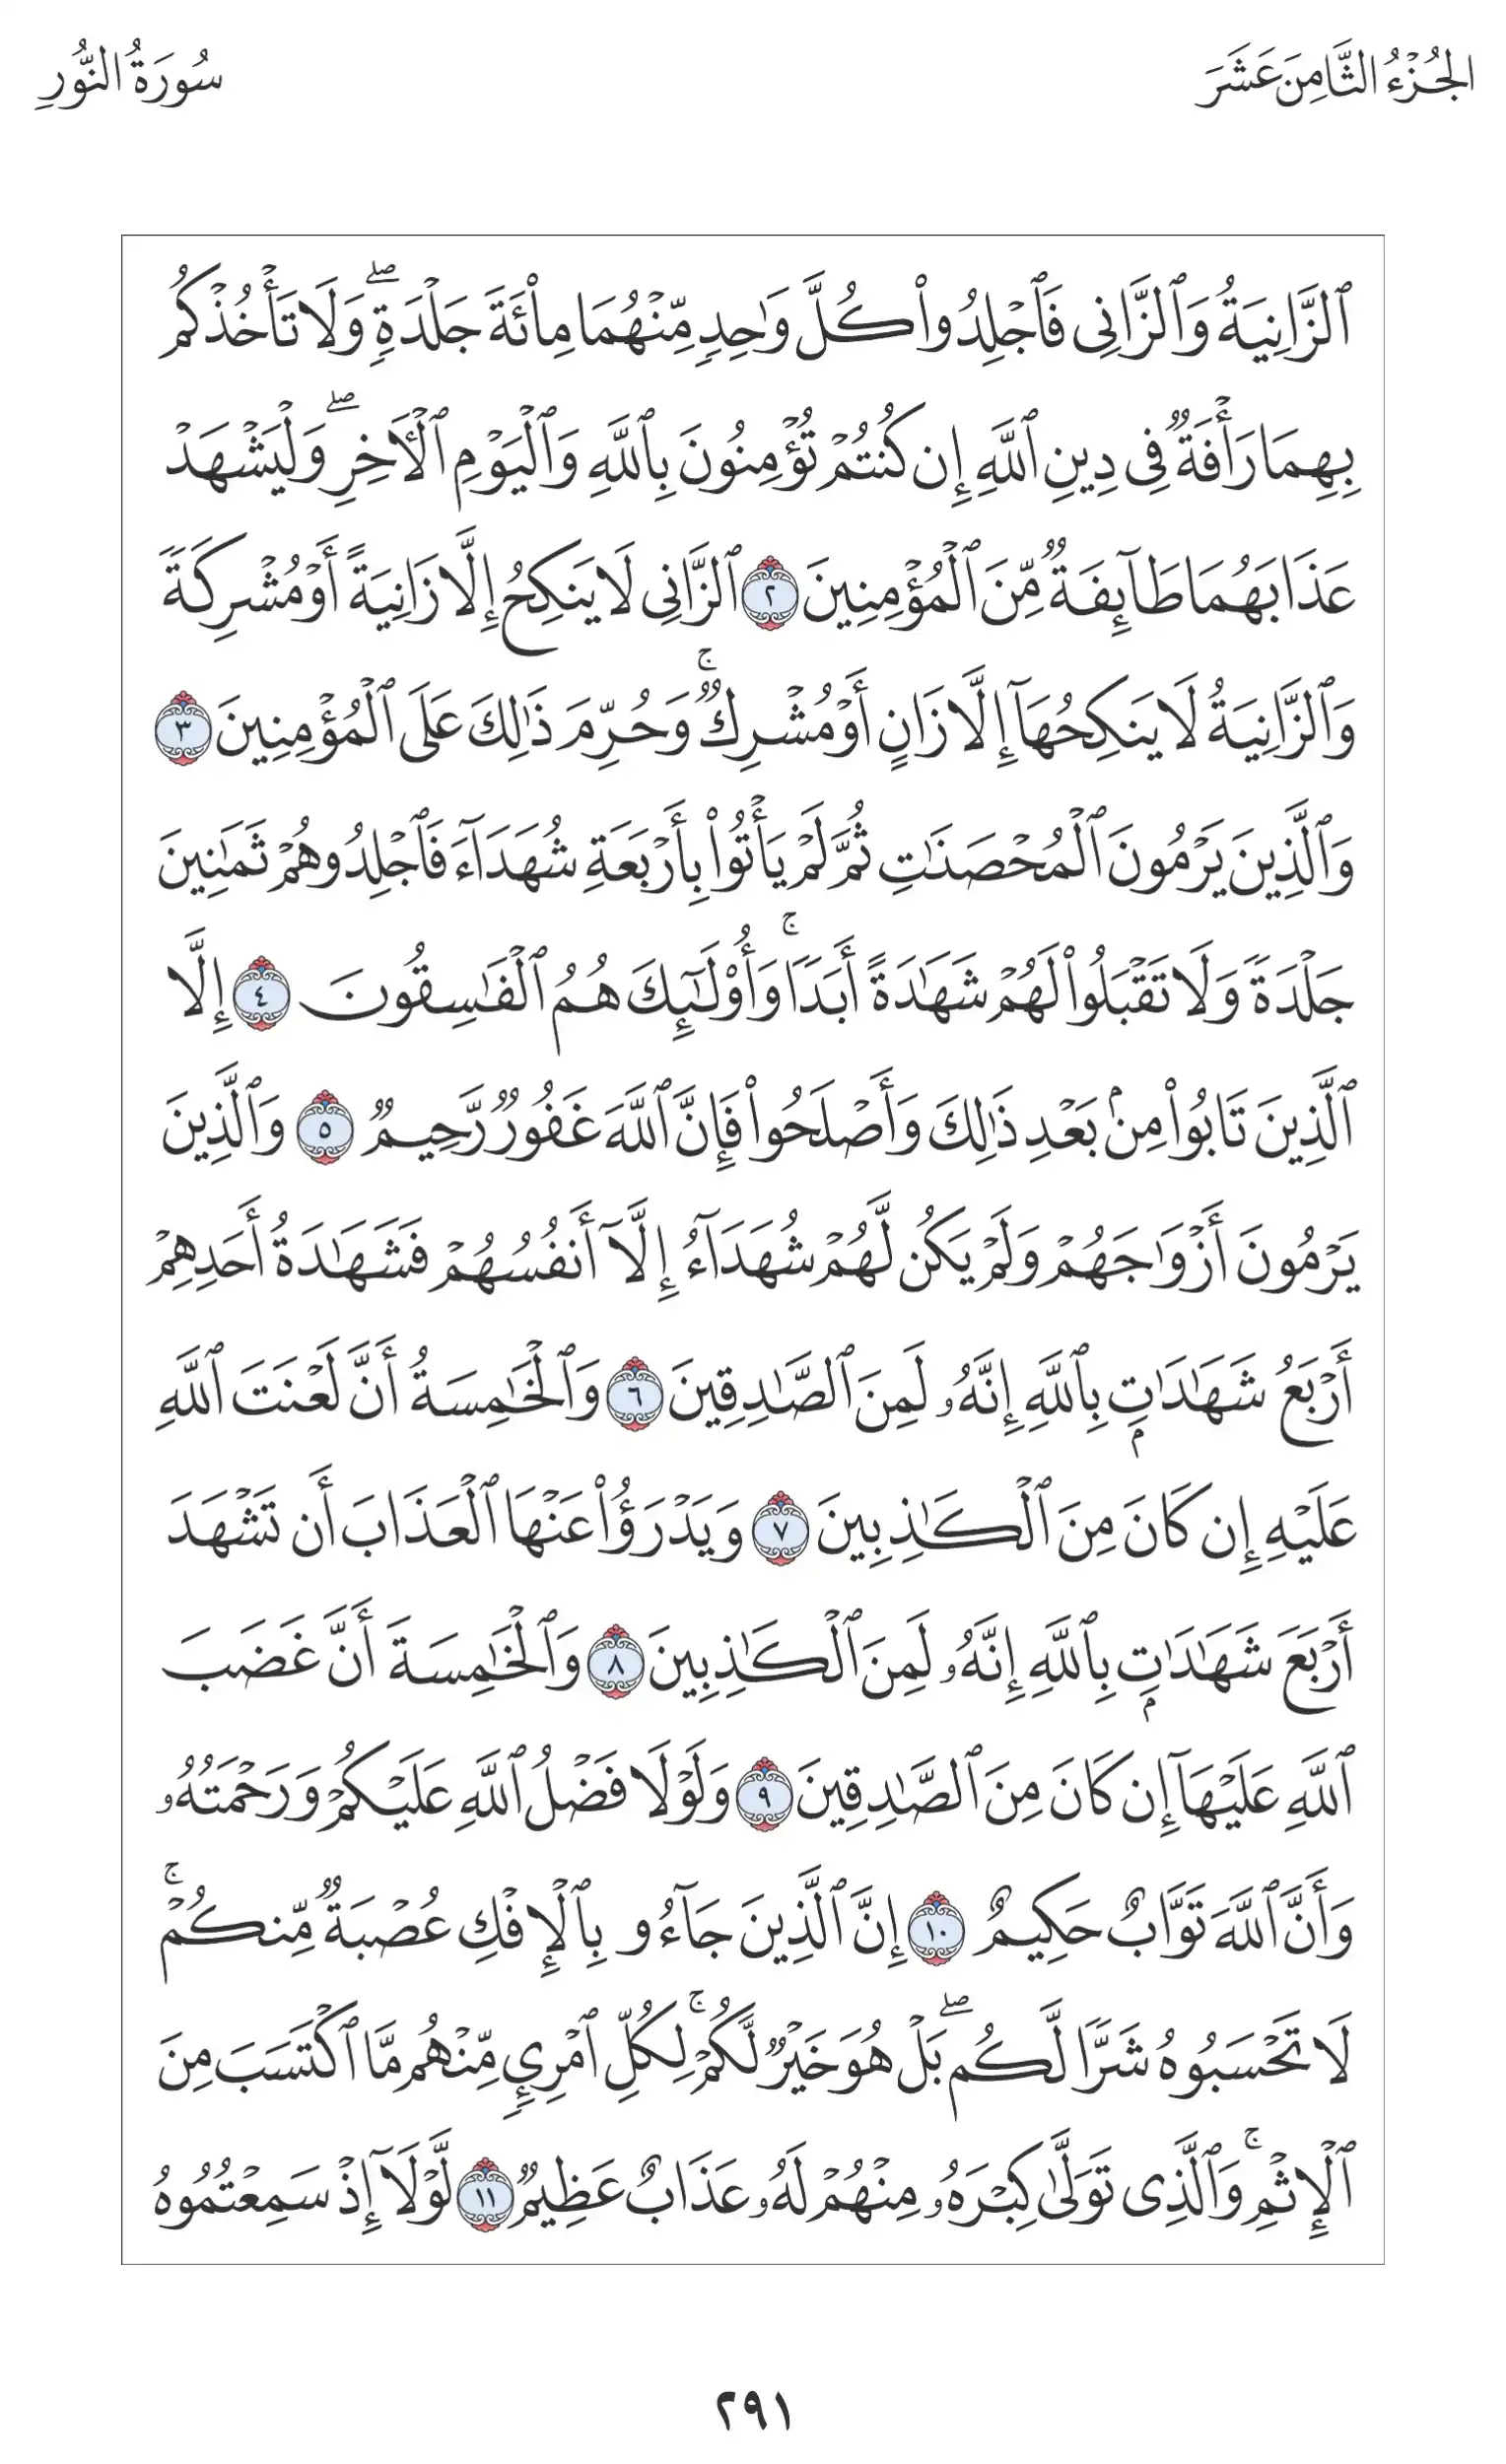 الجُزْءُ الثَّامِنَ عَشَرَ
سُورَةُ النُّورِ
ٱلزَّانِيَةُ وَٱلزَّانِى فَٱجْلِدُوا۟ كُلَّ وَٰحِدٍ مِّنْهُمَا مِا۟ئَةَ جَلْدَةٍ ۖ وَلَا تَأْخُذْكُم
بِهِمَا رَأْفَةٌ فِى دِينِ ٱللَّهِ إِن كُنتُمْ تُؤْمِنُونَ بِٱللَّهِ وَٱلْيَوْمِ ٱلْـَٔاخِرِ ۖ وَلْيَشْهَدْ
عَذَابَهُمَا طَآئِفَةٌ مِّنَ ٱلْمُؤْمِنِينَ ٢ ٱلزَّانِى لَا يَنكِحُ إِلَّا زَانِيَةً أَوْ مُشْرِكَةً
وَٱلزَّانِيَةُ لَا يَنكِحُهَآ إِلَّا زَانٍ أَوْ مُشْرِكٌ ۚ وَحُرِّمَ ذَٰلِكَ عَلَى ٱلْمُؤْمِنِينَ ٣
وَٱلَّذِينَ يَرْمُونَ ٱلْمُحْصَنَٰتِ ثُمَّ لَمْ يَأْتُوا۟ بِأَرْبَعَةِ شُهَدَآءَ فَٱجْلِدُوهُمْ ثَمَٰنِينَ
جَلْدَةً وَلَا تَقْبَلُوا۟ لَهُمْ شَهَٰدَةً أَبَدًا ۚ وَأُو۟لَٰٓئِكَ هُمُ ٱلْفَٰسِقُونَ ٤ إِلَّا
ٱلَّذِينَ تَابُوا۟ مِنۢ بَعْدِ ذَٰلِكَ وَأَصْلَحُوا۟ فَإِنَّ ٱللَّهَ غَفُورٌ رَّحِيمٌ ٥ وَٱلَّذِينَ
يَرْمُونَ أَزْوَٰجَهُمْ وَلَمْ يَكُن لَّهُمْ شُهَدَآءُ إِلَّآ أَنفُسُهُمْ فَشَهَٰدَةُ أَحَدِهِمْ
أَرْبَعُ شَهَٰدَٰتٍۭ بِٱللَّهِ إِنَّهُۥ لَمِنَ ٱلصَّٰدِقِينَ ٦ وَٱلْخَٰمِسَةُ أَنَّ لَعْنَتَ ٱللَّهِ
عَلَيْهِ إِن كَانَ مِنَ ٱلْكَٰذِبِينَ ٧ وَيَدْرَؤُا۟ عَنْهَا ٱلْعَذَابَ أَن تَشْهَدَ
أَرْبَعَ شَهَٰدَٰتٍۭ بِٱللَّهِ إِنَّهُۥ لَمِنَ ٱلْكَٰذِبِينَ ٨ وَٱلْخَٰمِسَةَ أَنَّ غَضَبَ
ٱللَّهِ عَلَيْهَآ إِن كَانَ مِنَ ٱلصَّٰدِقِينَ ٩ وَلَوْلَا فَضْلُ ٱللَّهِ عَلَيْكُمْ وَرَحْمَتُهُۥ
وَأَنَّ ٱللَّهَ تَوَّابٌ حَكِيمٌ ١٠ إِنَّ ٱلَّذِينَ جَآءُو بِٱلْإِفْكِ عُصْبَةٌ مِّنكُمْ ۚ
لَا تَحْسَبُوهُ شَرًّا لَّكُم ۖ بَلْ هُوَ خَيْرٌ لَّكُمْ ۚ لِكُلِّ ٱمْرِئٍ مِّنْهُم مَّا ٱكْتَسَبَ مِنَ
ٱلْإِثْمِ ۚ وَٱلَّذِى تَوَلَّىٰ كِبْرَهُۥ مِنْهُمْ لَهُۥ عَذَابٌ عَظِيمٌ ١١ لَّوْلَآ إِذْ سَمِعْتُمُوهُ
٢٩١